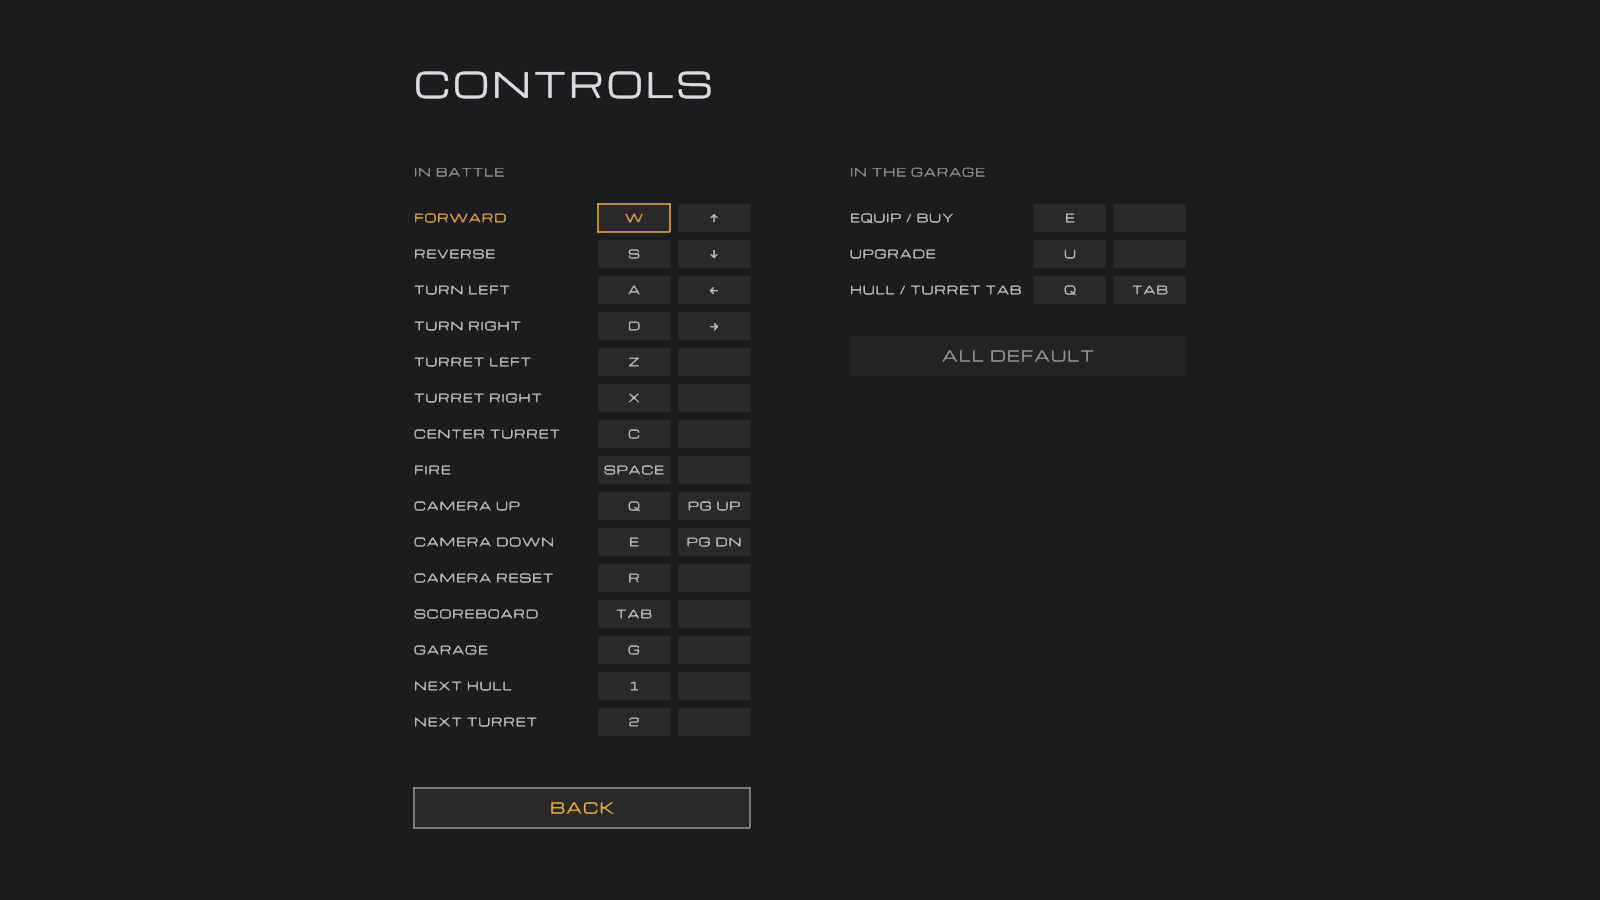 CONTROLS
IN BATTLE
FORWARD W ↑
REVERSE S ↓
TURN LEFT A ←
TURN RIGHT D →
TURRET LEFT Z
TURRET RIGHT X
CENTER TURRET C
FIRE SPACE
CAMERA UP Q PG UP
CAMERA DOWN E PG DN
CAMERA RESET R
SCOREBOARD TAB
GARAGE G
NEXT HULL 1
NEXT TURRET 2
BACK
IN THE GARAGE
EQUIP / BUY E
UPGRADE U
HULL / TURRET TAB Q TAB
ALL DEFAULT